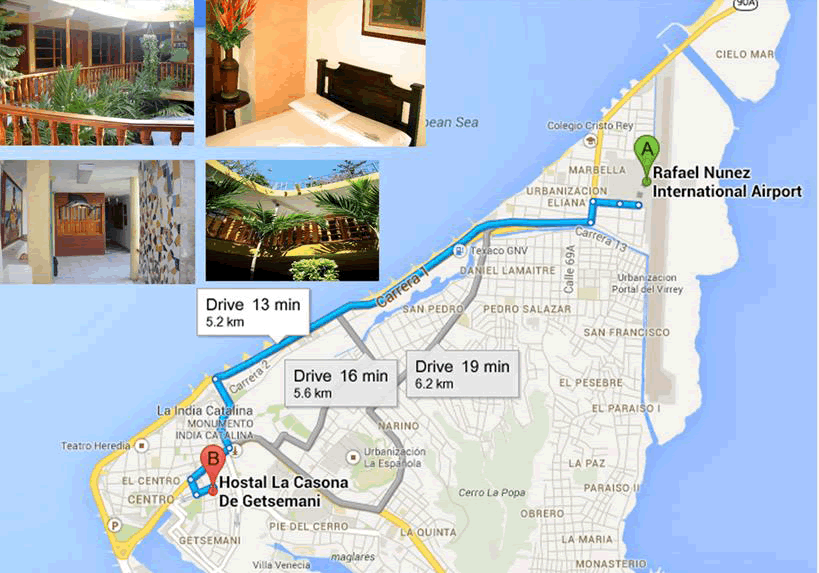 90A
CIELO MAR
bean Sea
Colegio Cristo Rey
A
MARBELLA
Rafael Nunez
International Airport
URBANIZACION
ELIANA
Carrera 13
Texaco GNV
DANIEL LEMAITRE
Calle 69A
Urbanizacion
Portal del Virrey
Carrera 1
SAN PEDRO
PEDRO SALAZAR
Drive 13 min
5.2 km
SAN FRANCISCO
Drive 16 min
5.6 km
Drive 19 min
6.2 km
Carrera 2
EL PESEBRE
EL PARAISO I
La India Catalina
MONUMENTO
INDIA CATALINA
NARINO
Teatro Heredia
Urbanización
La Española
B
LA PAZ
EL CENTRO
CENTRO
Hostal La Casona
De Getsemani
Cerro La Popa
PARAISO II
OBRERO
P
PIE DEL CERRO
LA QUINTA
GETSEMANI
LA MARIA
maglares
Villa Venecia
MONASTERIO